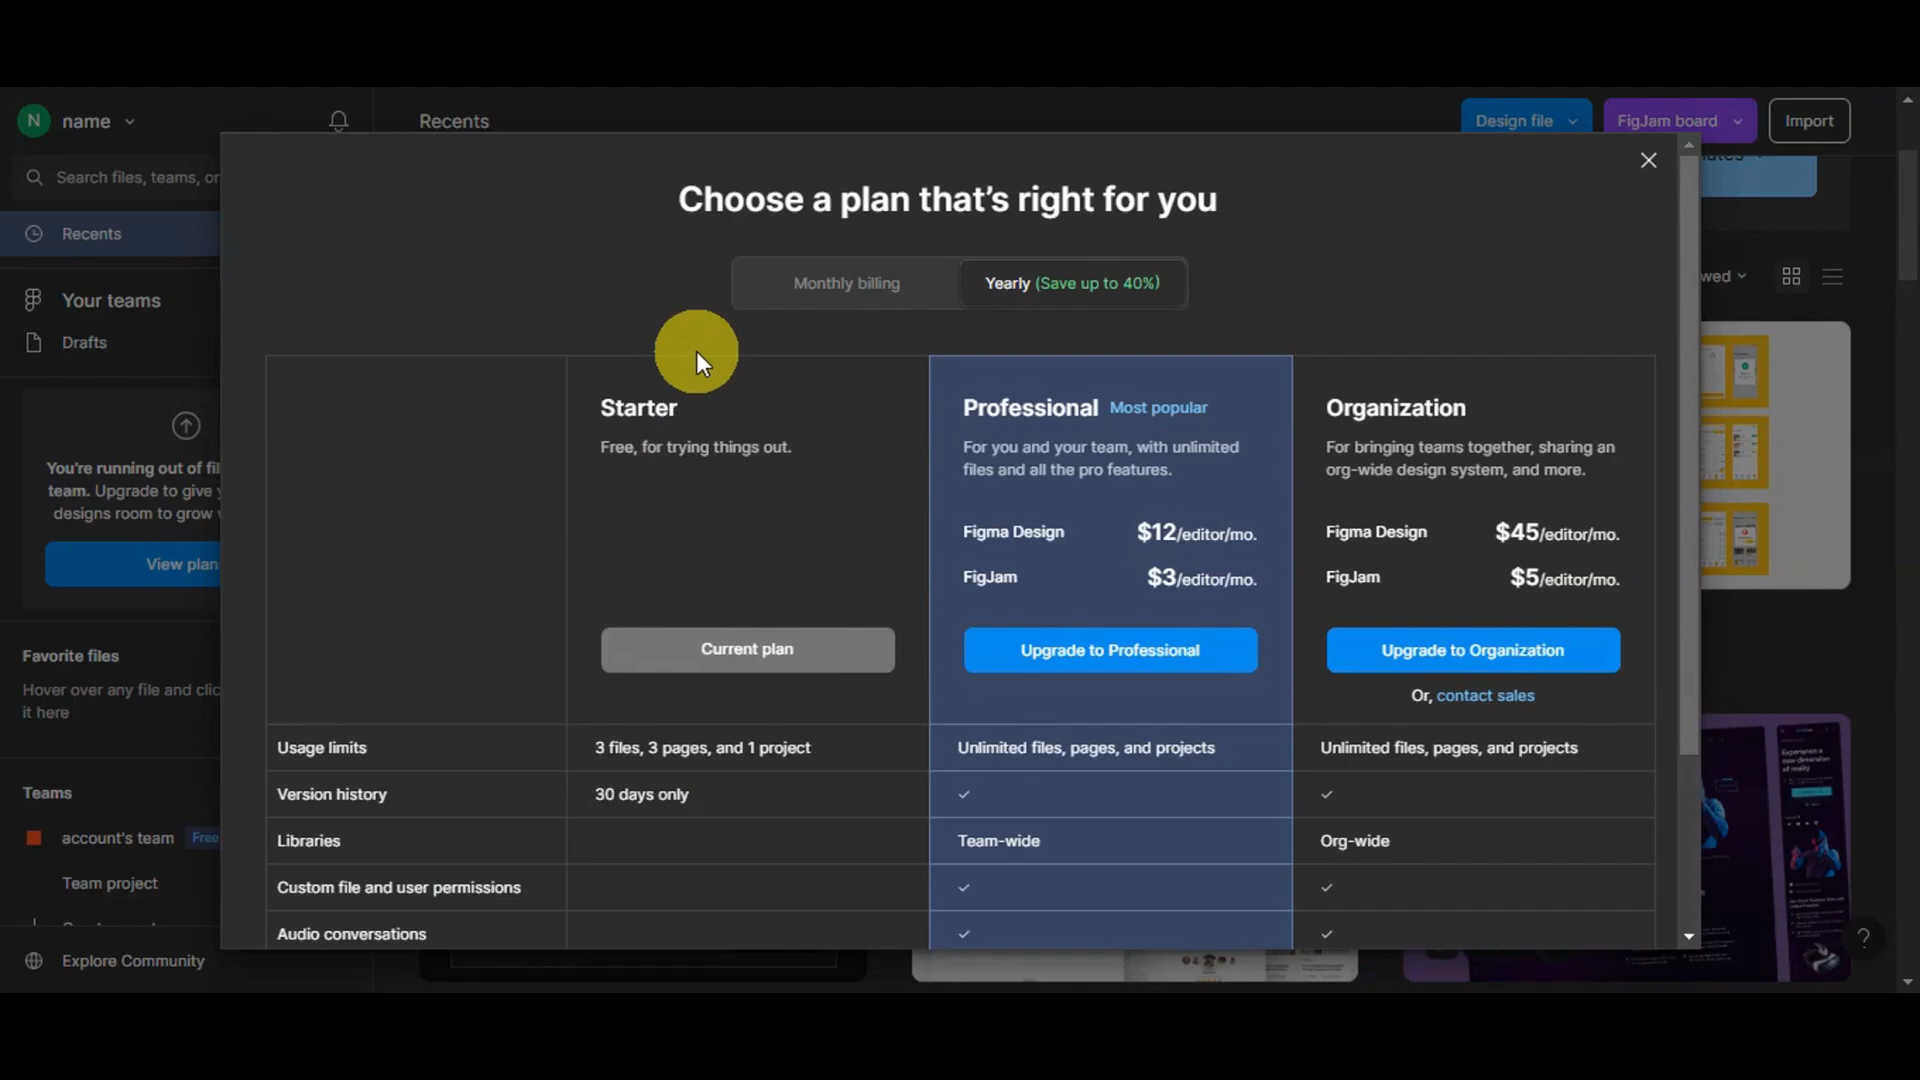 N name
Recents
Design file
FigJam board
Import
Search files, teams, or
Recents
Your teams
Drafts
You're running out of fil
team. Upgrade to give
designs room to grow
View plan
Favorite files
Hover over any file and clic
it here
Teams
account's team Free
Team project
Explore Community
Choose a plan that's right for you
Monthly billing
Yearly (Save up to 40%)
Starter
Free, for trying things out.
Current plan
Professional Most popular
For you and your team, with unlimited
files and all the pro features.
Figma Design $12/editor/mo.
FigJam $3/editor/mo.
Upgrade to Professional
Organization
For bringing teams together, sharing an
org-wide design system, and more.
Figma Design $45/editor/mo.
FigJam $5/editor/mo.
Upgrade to Organization
Or, contact sales
Usage limits 3 files, 3 pages, and 1 project Unlimited files, pages, and projects Unlimited files, pages, and projects
Version history 30 days only
Libraries Team-wide Org-wide
Custom file and user permissions
Audio conversations
Experience a
new dimension
of reality
?